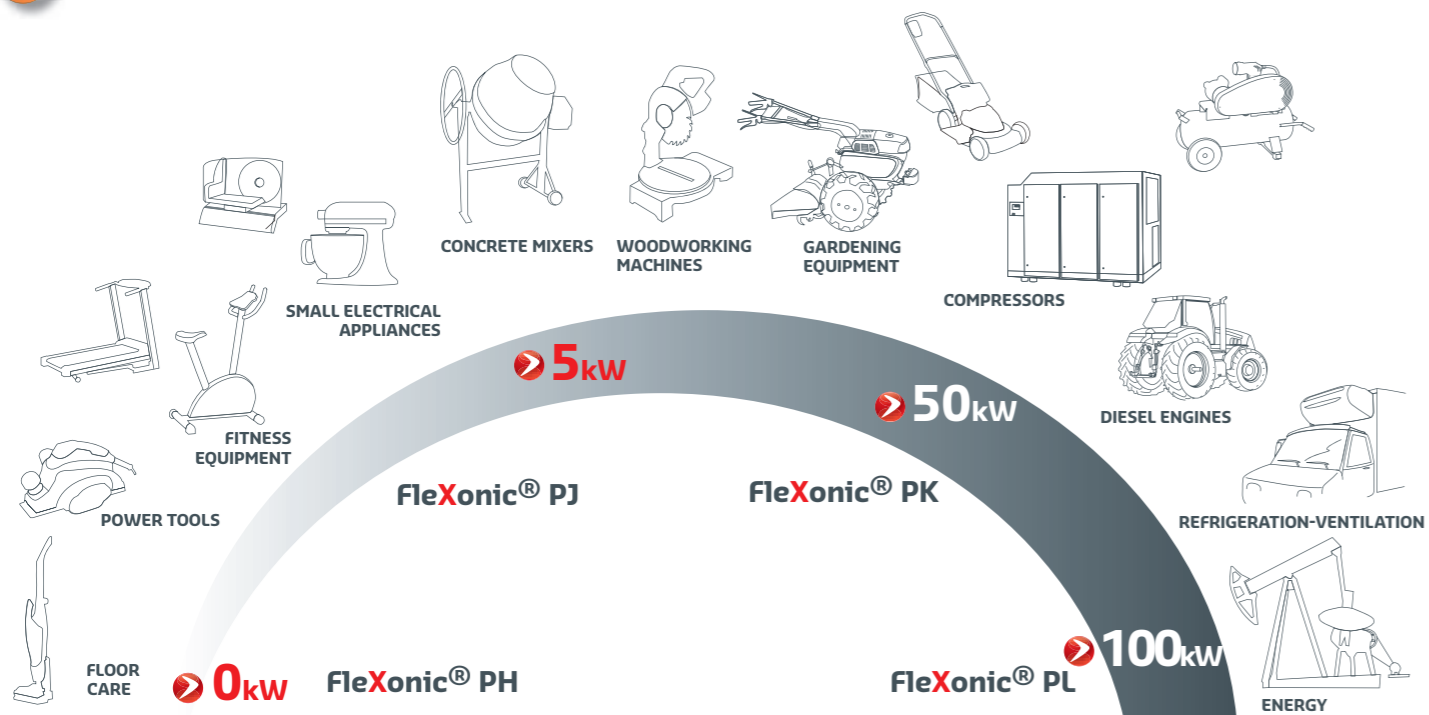 CONCRETE MIXERS
WOODWORKING
MACHINES
GARDENING
EQUIPMENT
COMPRESSORS
SMALL ELECTRICAL
APPLIANCES
5kW
50kW
DIESEL ENGINES
FITNESS
EQUIPMENT
FleXonic® PJ
FleXonic® PK
POWER TOOLS
REFRIGERATION-VENTILATION
FLOOR
CARE
0kW
FleXonic® PH
FleXonic® PL
100kW
ENERGY